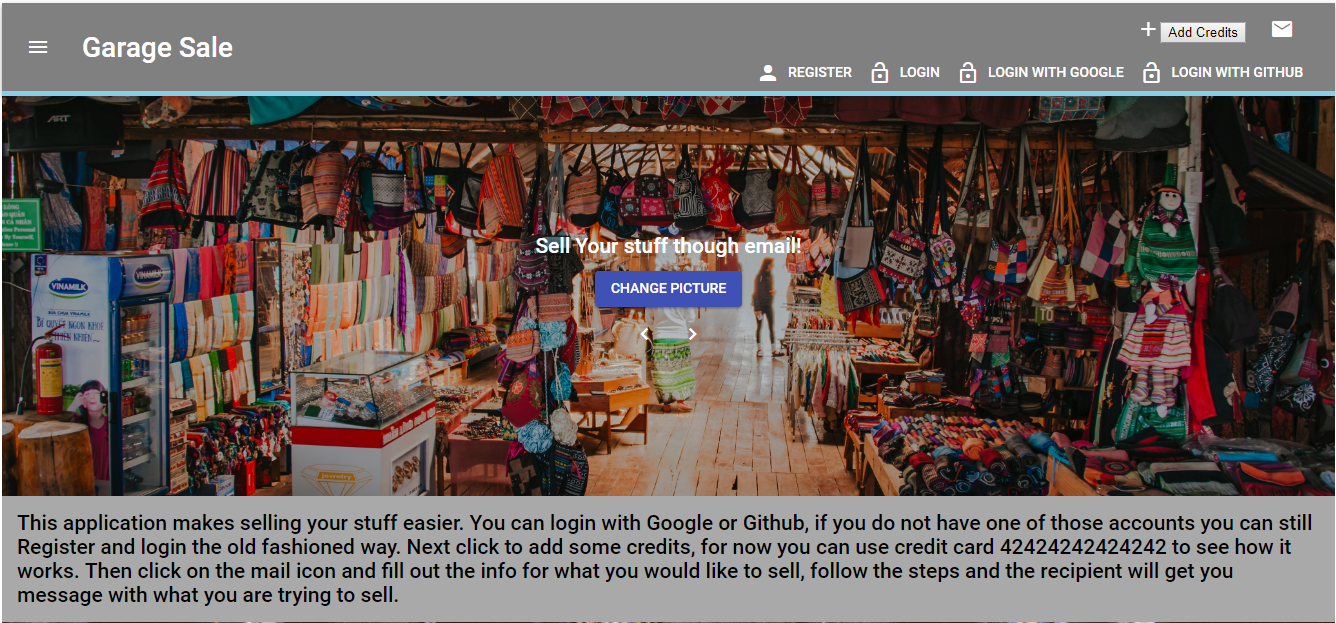 Add Credits
Garage Sale
REGISTER
LOGIN
LOGIN WITH GOOGLE
LOGIN WITH GITHUB
ART
VINAMILK
VINAMILK
Sell Your stuff though email!
CHANGE PICTURE
jewelry
This application makes selling your stuff easier. You can login with Google or Github, if you do not have one of those accounts you can still
Register and login the old fashioned way. Next click to add some credits, for now you can use credit card 42424242424242 to see how it
works. Then click on the mail icon and fill out the info for what you would like to sell, follow the steps and the recipient will get you
message with what you are trying to sell.